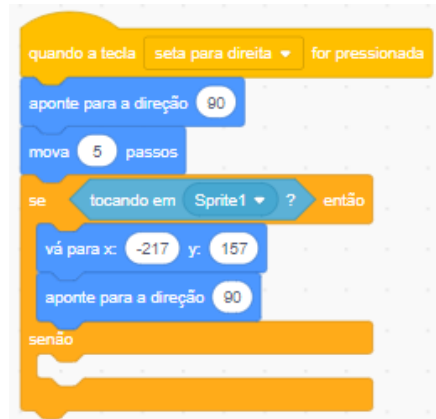 quando a tecla seta para direita for pressionada
aponte para a direção 90
mova 5 passos
se tocando em Sprite1 ? então
vá para x: -217 y: 157
aponte para a direção 90
senão